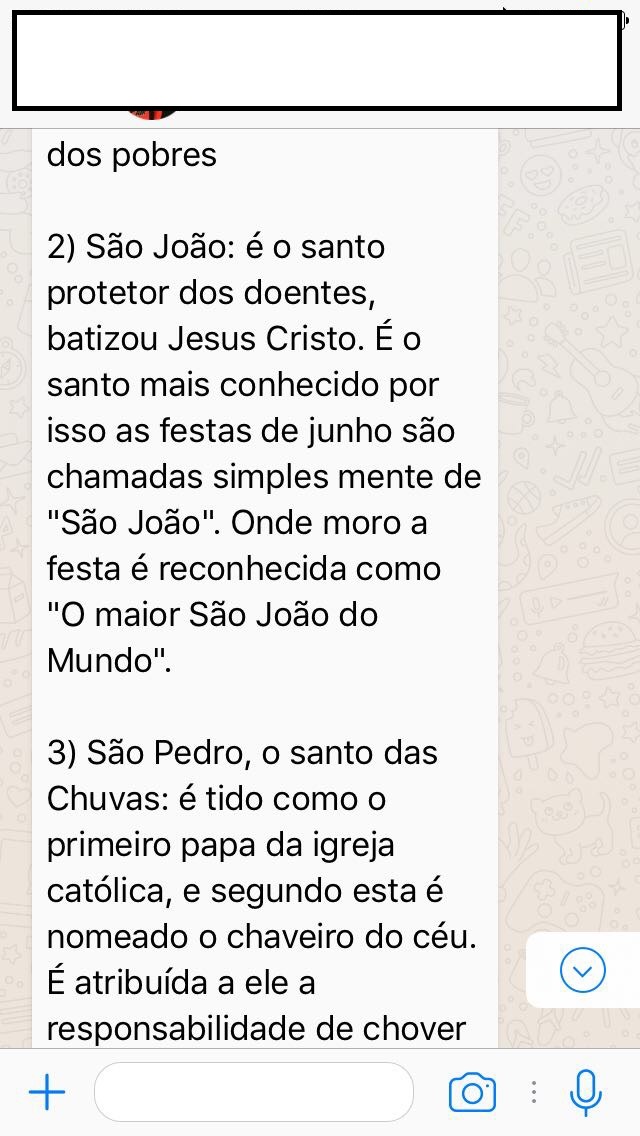 dos pobres
2) São João: é o santo
protetor dos doentes,
batizou Jesus Cristo. É o
santo mais conhecido por
isso as festas de junho são
chamadas simples mente de
"São João". Onde moro a
festa é reconhecida como
"O maior São João do
Mundo".
3) São Pedro, o santo das
Chuvas: é tido como o
primeiro papa da igreja
católica, e segundo esta é
nomeado o chaveiro do céu.
É atribuída a ele a
responsabilidade de chover